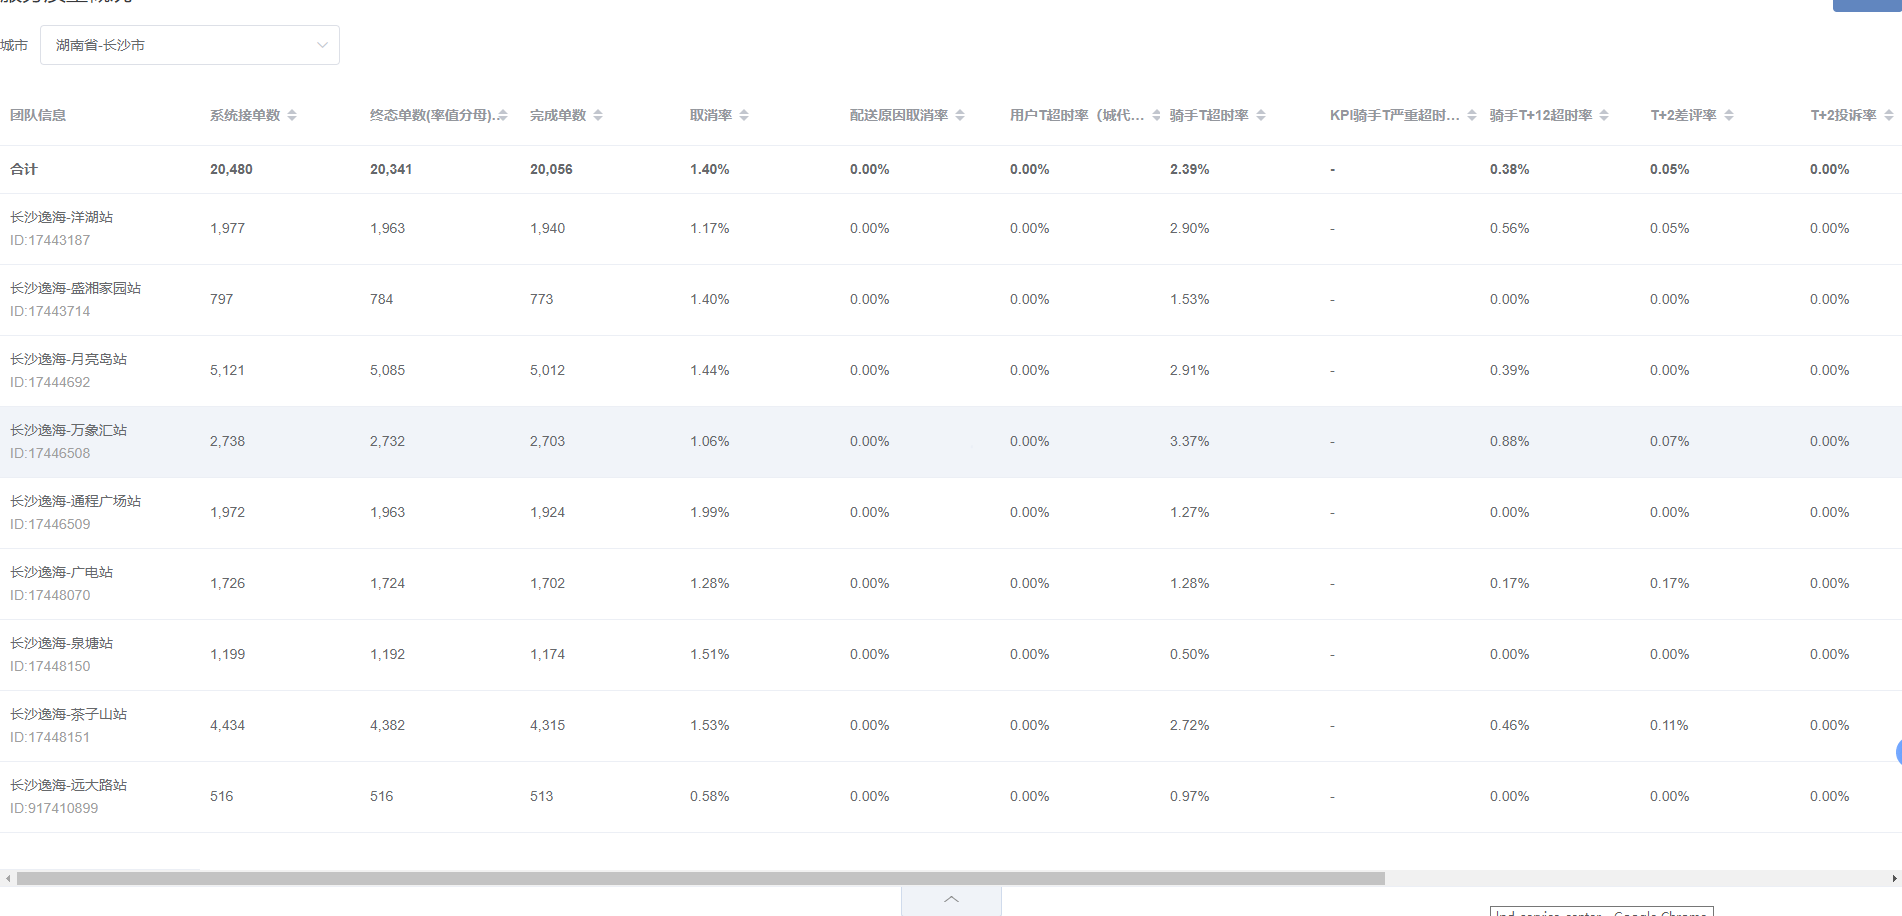 服务质量概况
城市 湖南省-长沙市
团队信息 系统接单数 终态单数(率值分母)... 完成单数 取消率 配送原因取消率 用户T超时率（城代... 骑手T超时率 KPI骑手T严重超时... 骑手T+12超时率 T+2差评率 T+2投诉率
合计 20,480 20,341 20,056 1.40% 0.00% 0.00% 2.39% - 0.38% 0.05% 0.00%
长沙逸海-洋湖站
ID:17443187
1,977 1,963 1,940 1.17% 0.00% 0.00% 2.90% - 0.56% 0.05% 0.00%
长沙逸海-盛湘家园站
ID:17443714
797 784 773 1.40% 0.00% 0.00% 1.53% - 0.00% 0.00% 0.00%
长沙逸海-月亮岛站
ID:17444692
5,121 5,085 5,012 1.44% 0.00% 0.00% 2.91% - 0.39% 0.00% 0.00%
长沙逸海-万象汇站
ID:17446508
2,738 2,732 2,703 1.06% 0.00% 0.00% 3.37% - 0.88% 0.07% 0.00%
长沙逸海-通程广场站
ID:17446509
1,972 1,963 1,924 1.99% 0.00% 0.00% 1.27% - 0.00% 0.00% 0.00%
长沙逸海-广电站
ID:17448070
1,726 1,724 1,702 1.28% 0.00% 0.00% 1.28% - 0.17% 0.17% 0.00%
长沙逸海-泉塘站
ID:17448150
1,199 1,192 1,174 1.51% 0.00% 0.00% 0.50% - 0.00% 0.00% 0.00%
长沙逸海-茶子山站
ID:17448151
4,434 4,382 4,315 1.53% 0.00% 0.00% 2.72% - 0.46% 0.11% 0.00%
长沙逸海-远大路站
ID:917410899
516 516 513 0.58% 0.00% 0.00% 0.97% - 0.00% 0.00% 0.00%
lpd-service-center - Google Chrome